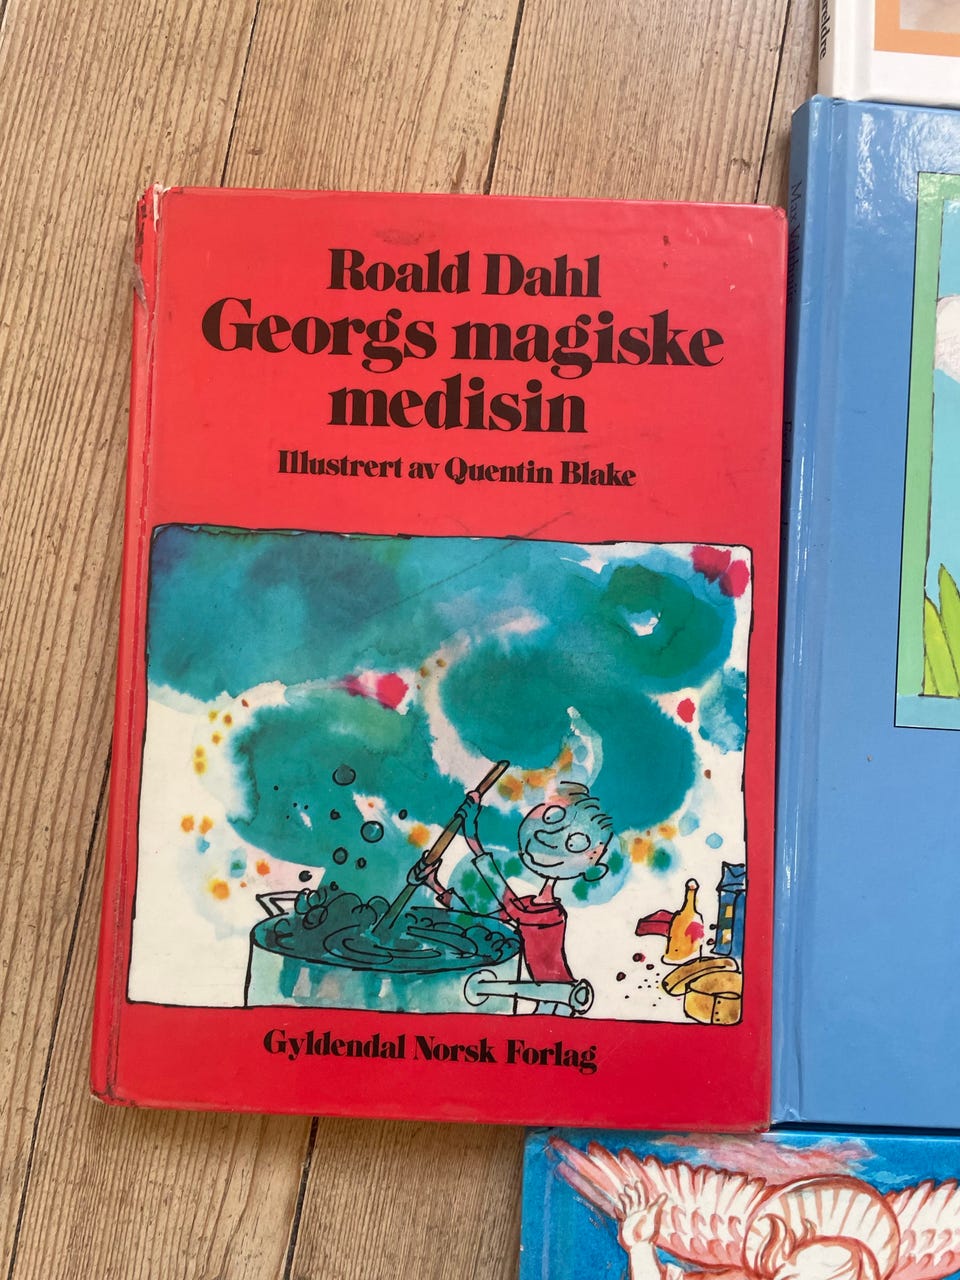 Roald Dahl
Georgs magiske
medisin
Illustrert av Quentin Blake
Gyldendal Norsk Forlag